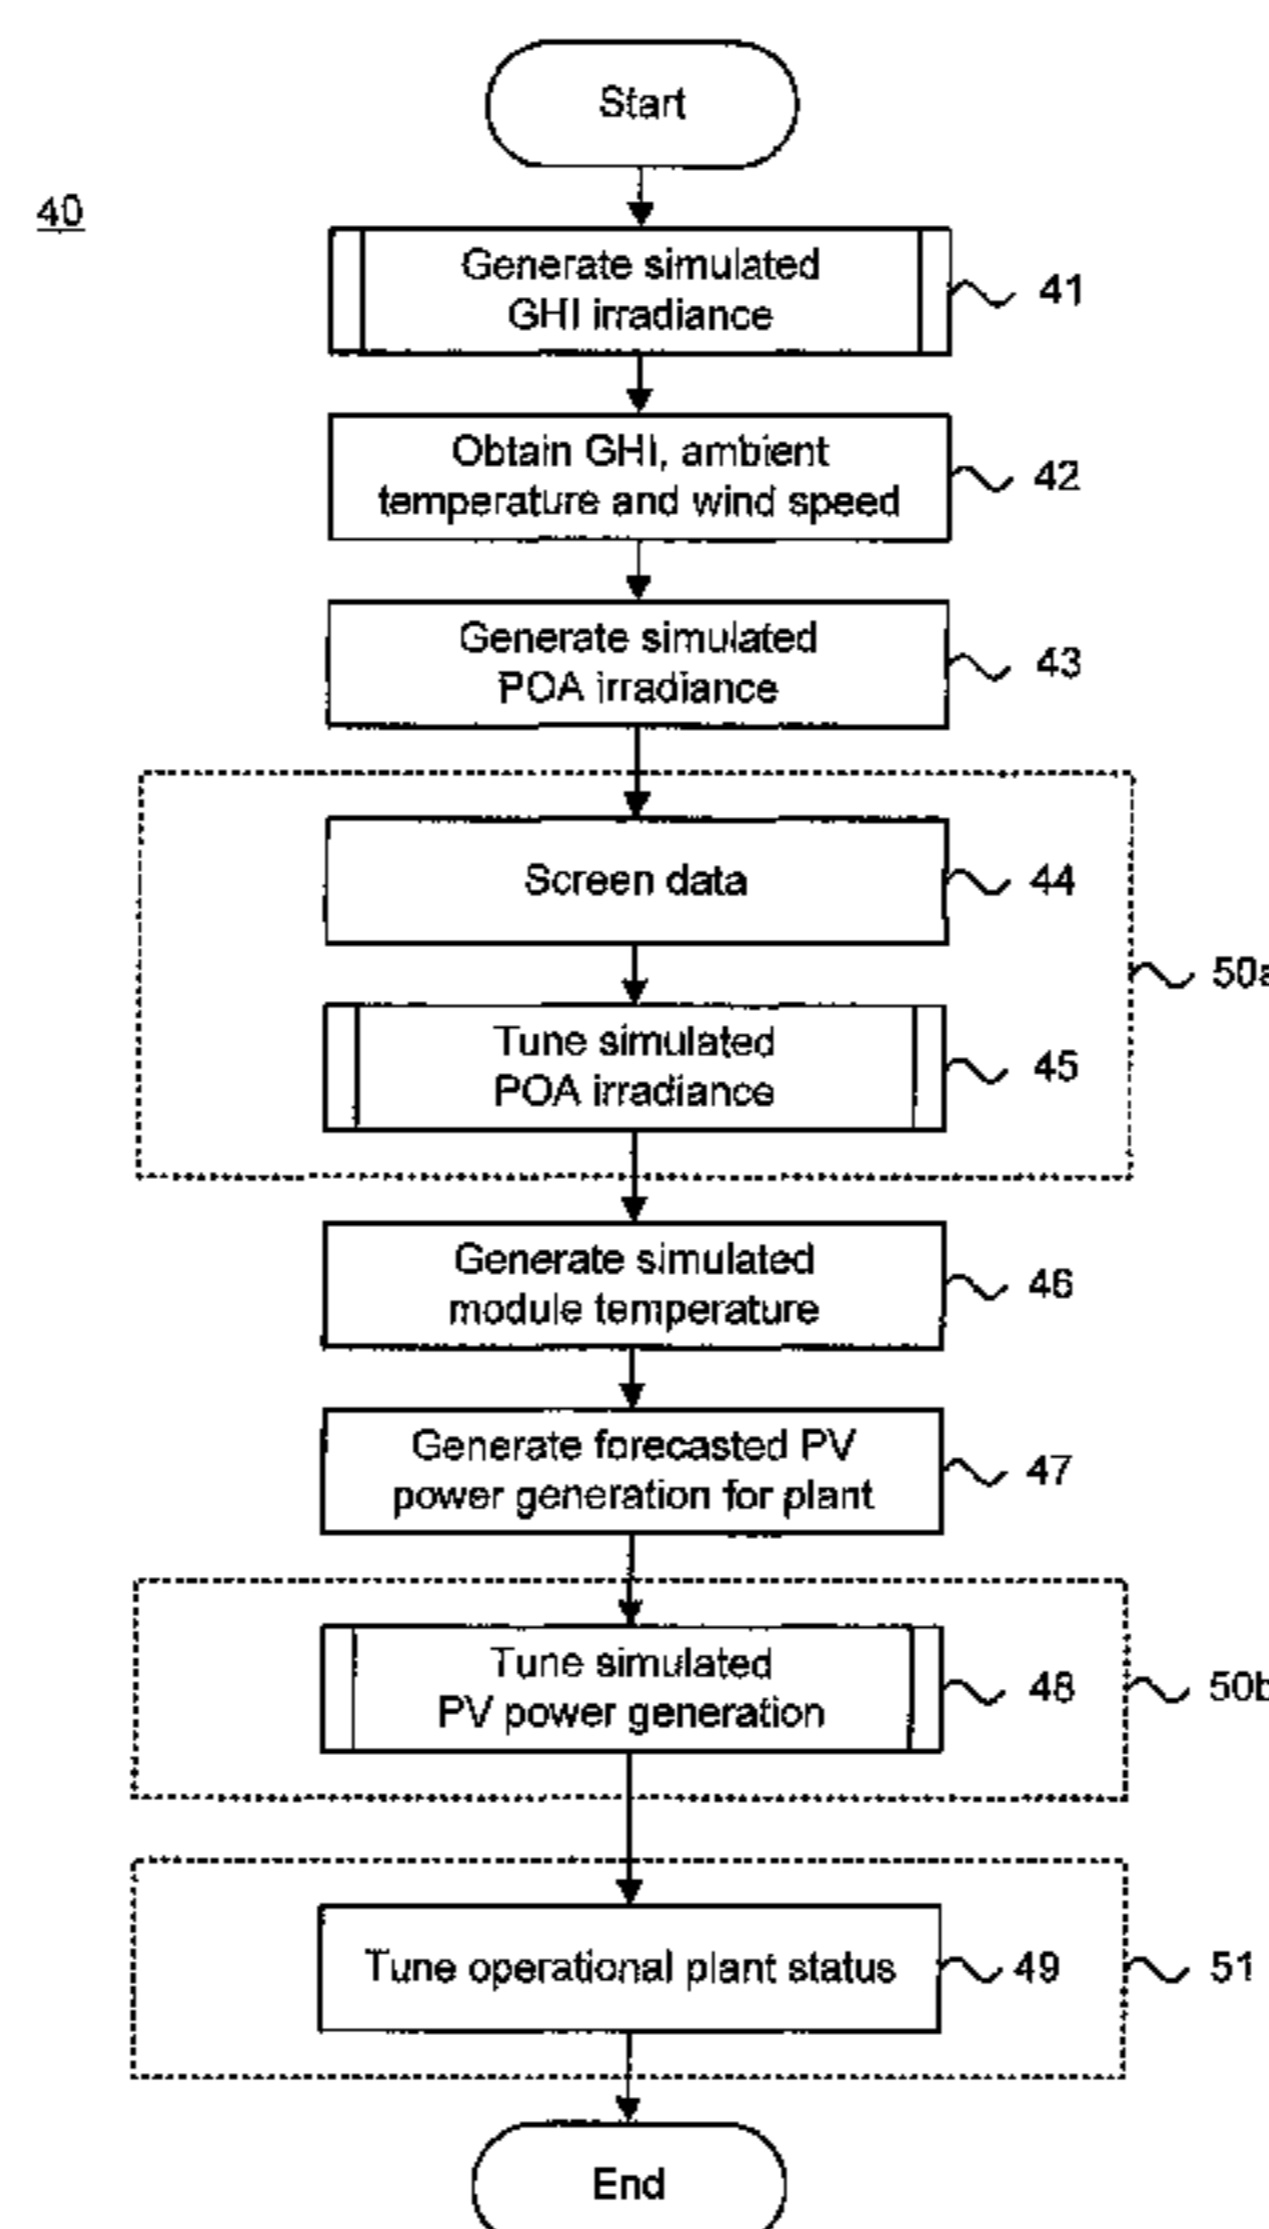 Start
40
Generate simulated
GHI irradiance
41
Obtain GHI, ambient
temperature and wind speed
42
Generate simulated
POA irradiance
43
Screen data
44
50a
Tune simulated
POA irradiance
45
Generate simulated
module temperature
46
Generate forecasted PV
power generation for plant
47
Tune simulated
PV power generation
48
50b
Tune operational plant status
49
51
End